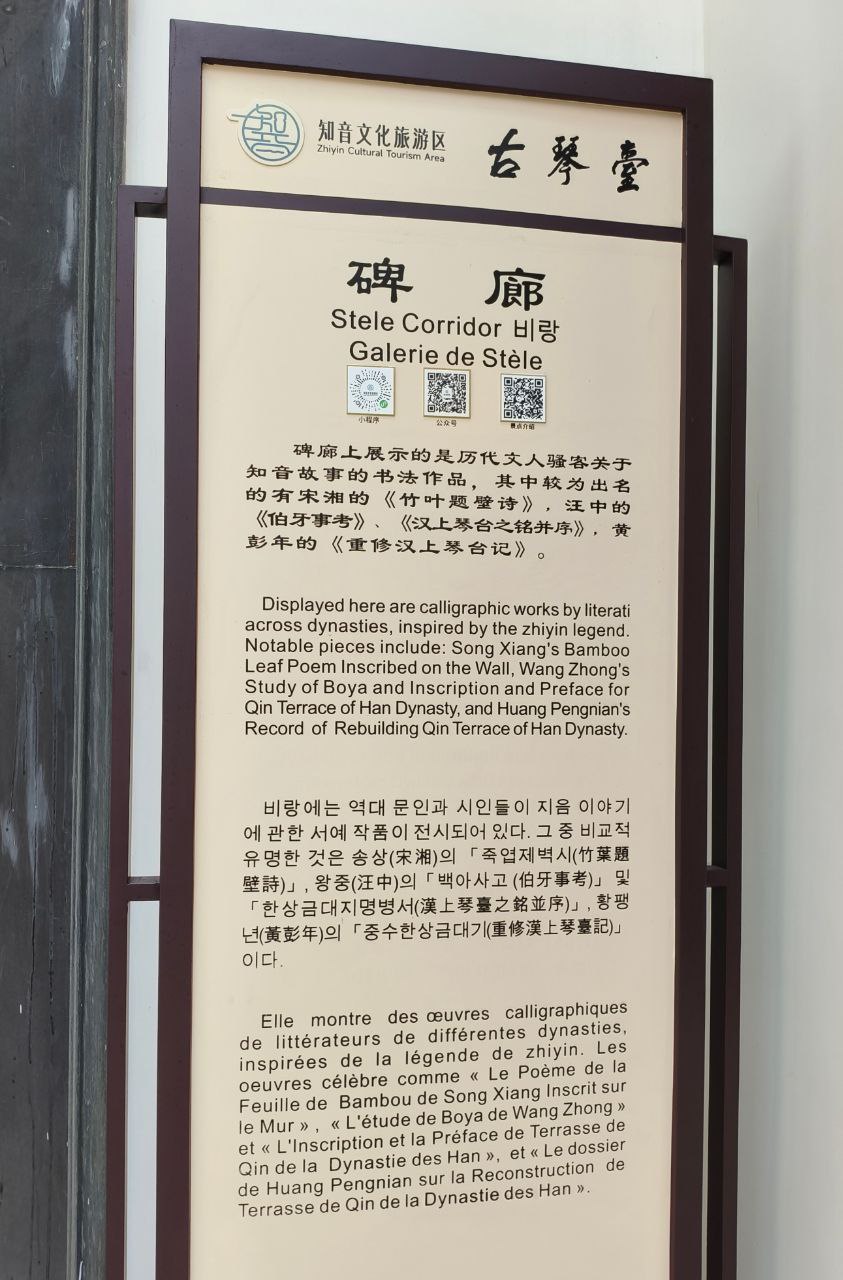 知音文化旅游区
Zhiyin Cultural Tourism Area
古琴臺
碑廊
Stele Corridor 비랑
Galerie de Stèle
小程序
公众号
景点介绍
碑廊上展示的是历代文人骚客关于
知音故事的书法作品，其中较为出名
的有宋湘的《竹叶题壁诗》，汪中的
《伯牙事考》、《汉上琴台之铭并序》，黄
彭年的《重修汉上琴台记》。
Displayed here are calligraphic works by literati
across dynasties, inspired by the zhiyin legend.
Notable pieces include: Song Xiang's Bamboo
Leaf Poem Inscribed on the Wall, Wang Zhong's
Study of Boya and Inscription and Preface for
Qin Terrace of Han Dynasty, and Huang Pengnian's
Record of Rebuilding Qin Terrace of Han Dynasty.
비랑에는 역대 문인과 시인들이 지음 이야기
에 관한 서예 작품이 전시되어 있다. 그 중 비교적
유명한 것은 송상(宋湘)의 「죽엽제벽시(竹葉題
壁詩)」, 왕중(汪中)의 「백아사고 (伯牙事考)」 및
「한상금대지명병서(漢上琴臺之銘並序)」, 황팽
년(黃彭年)의 「중수한상금대기(重修漢上琴臺記)」
이다.
Elle montre des œuvres calligraphiques
de littérateurs de différentes dynasties,
inspirées de la légende de zhiyin. Les
oeuvres célèbre comme « Le Poème de la
Feuille de Bambou de Song Xiang Inscrit sur
le Mur » , « L'étude de Boya de Wang Zhong »
et « L'Inscription et la Préface de Terrasse de
Qin de la Dynastie des Han », et « Le dossier
de Huang Pengnian sur la Reconstruction de
Terrasse de Qin de la Dynastie des Han ».